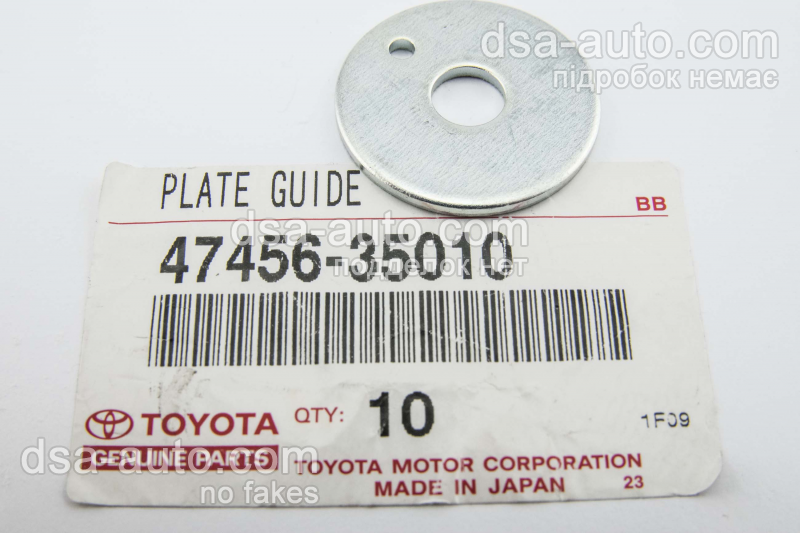 dsa-auto.com
підробок немає
PLATE GUIDE
BB
dsa-auto.com
47456-35010
подделок нет
TOYOTA
QTY: 10
1F09
dsa-auto.com
GENUINE PARTS
TOYOTA MOTOR CORPORATION
no fakes
MADE IN JAPAN
23